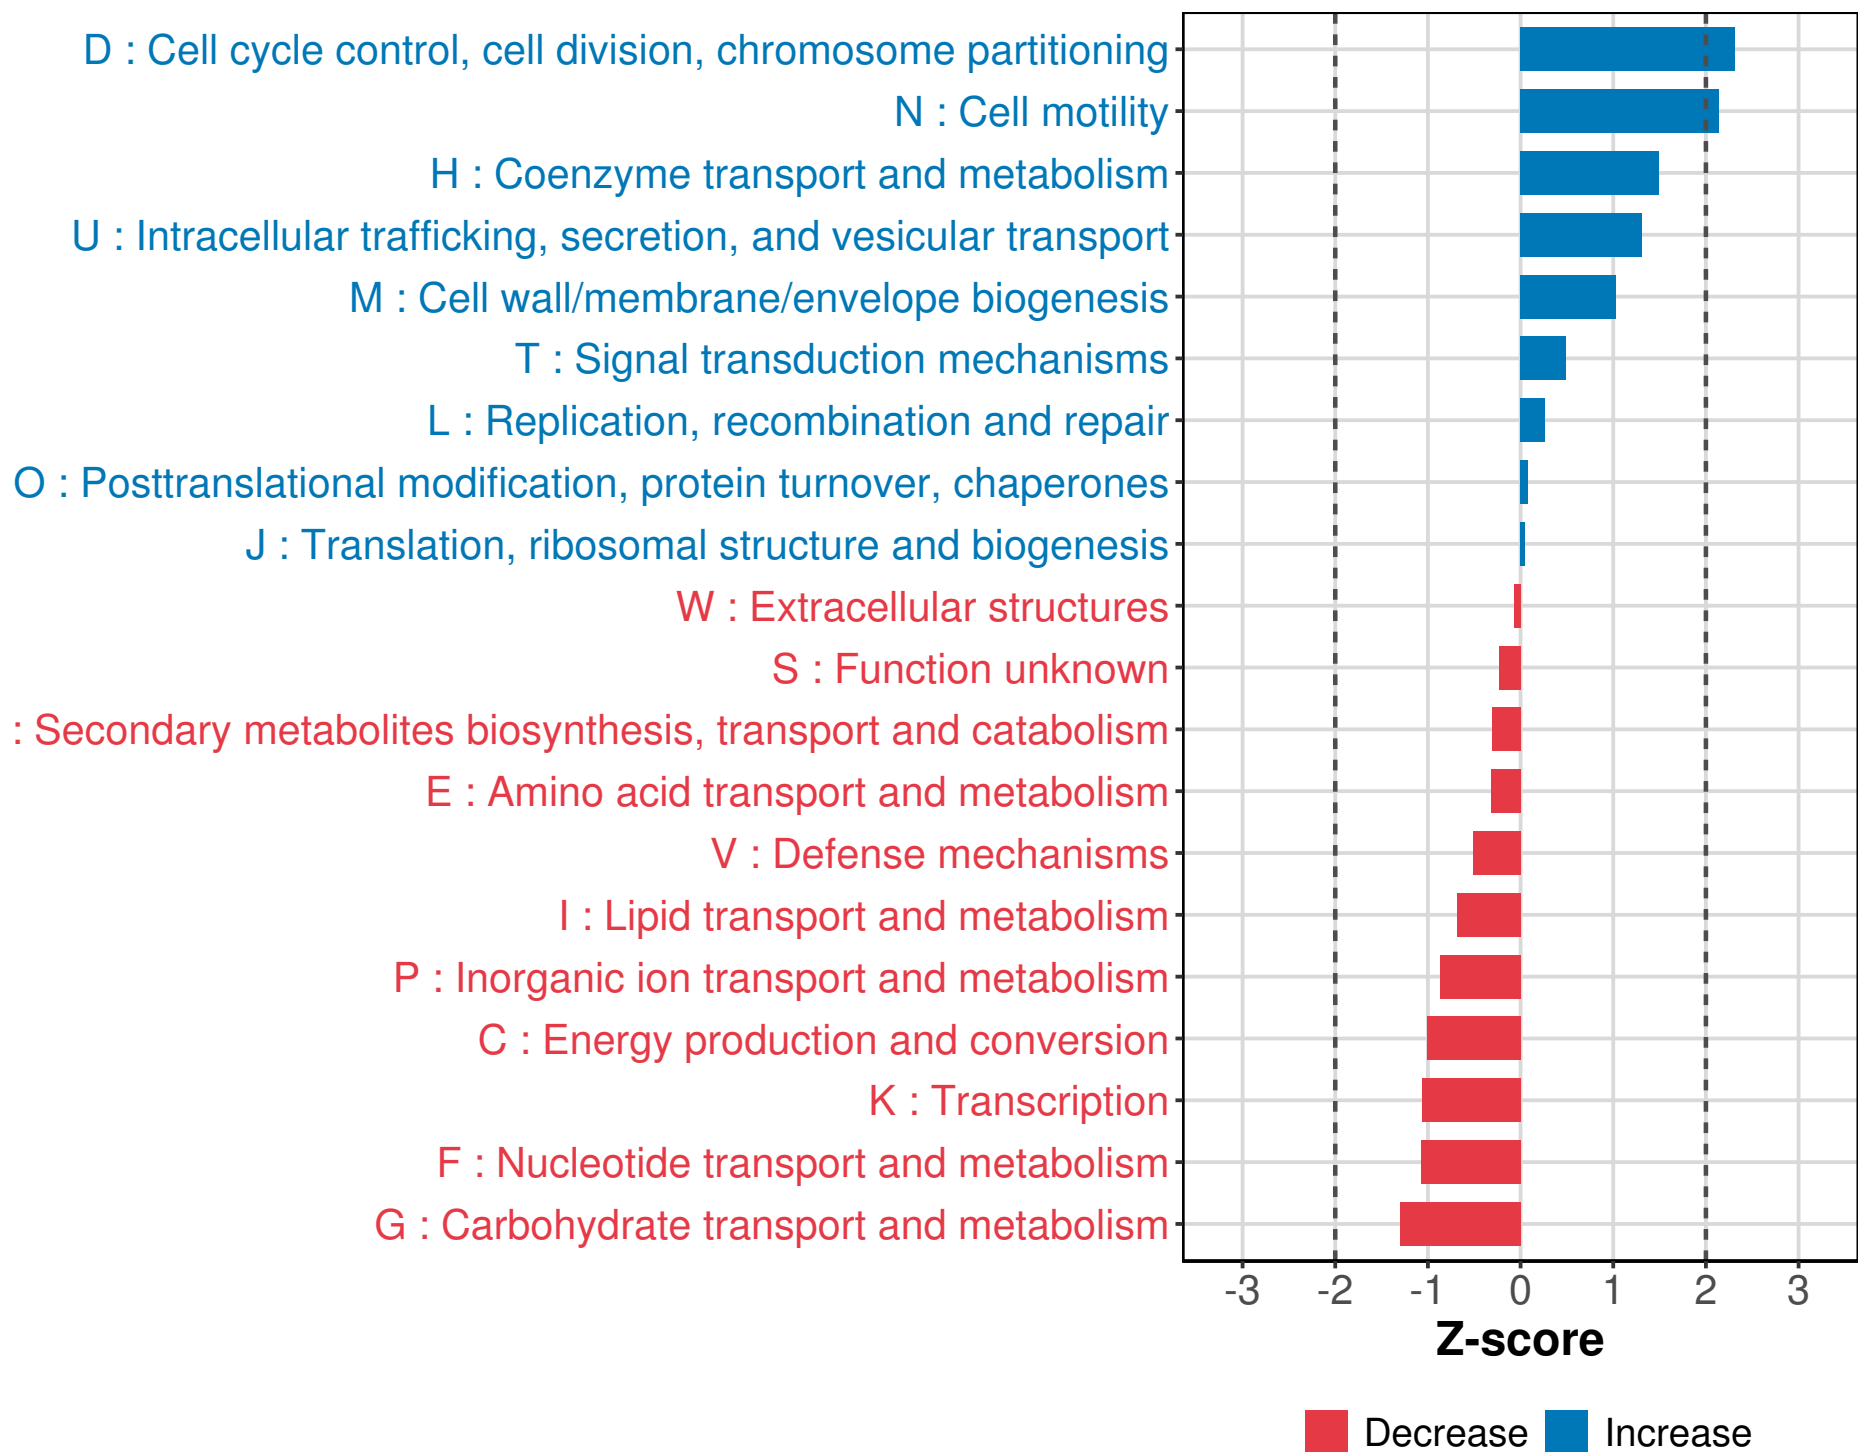 D : Cell cycle control, cell division, chromosome partitioning
N : Cell motility
H : Coenzyme transport and metabolism
U : Intracellular trafficking, secretion, and vesicular transport
M : Cell wall/membrane/envelope biogenesis
T : Signal transduction mechanisms
L : Replication, recombination and repair
O : Posttranslational modification, protein turnover, chaperones
J : Translation, ribosomal structure and biogenesis
W : Extracellular structures
S : Function unknown
: Secondary metabolites biosynthesis, transport and catabolism
E : Amino acid transport and metabolism
V : Defense mechanisms
I : Lipid transport and metabolism
P : Inorganic ion transport and metabolism
C : Energy production and conversion
K : Transcription
F : Nucleotide transport and metabolism
G : Carbohydrate transport and metabolism
-3 -2 -1 0 1 2 3
Z-score
Decrease Increase